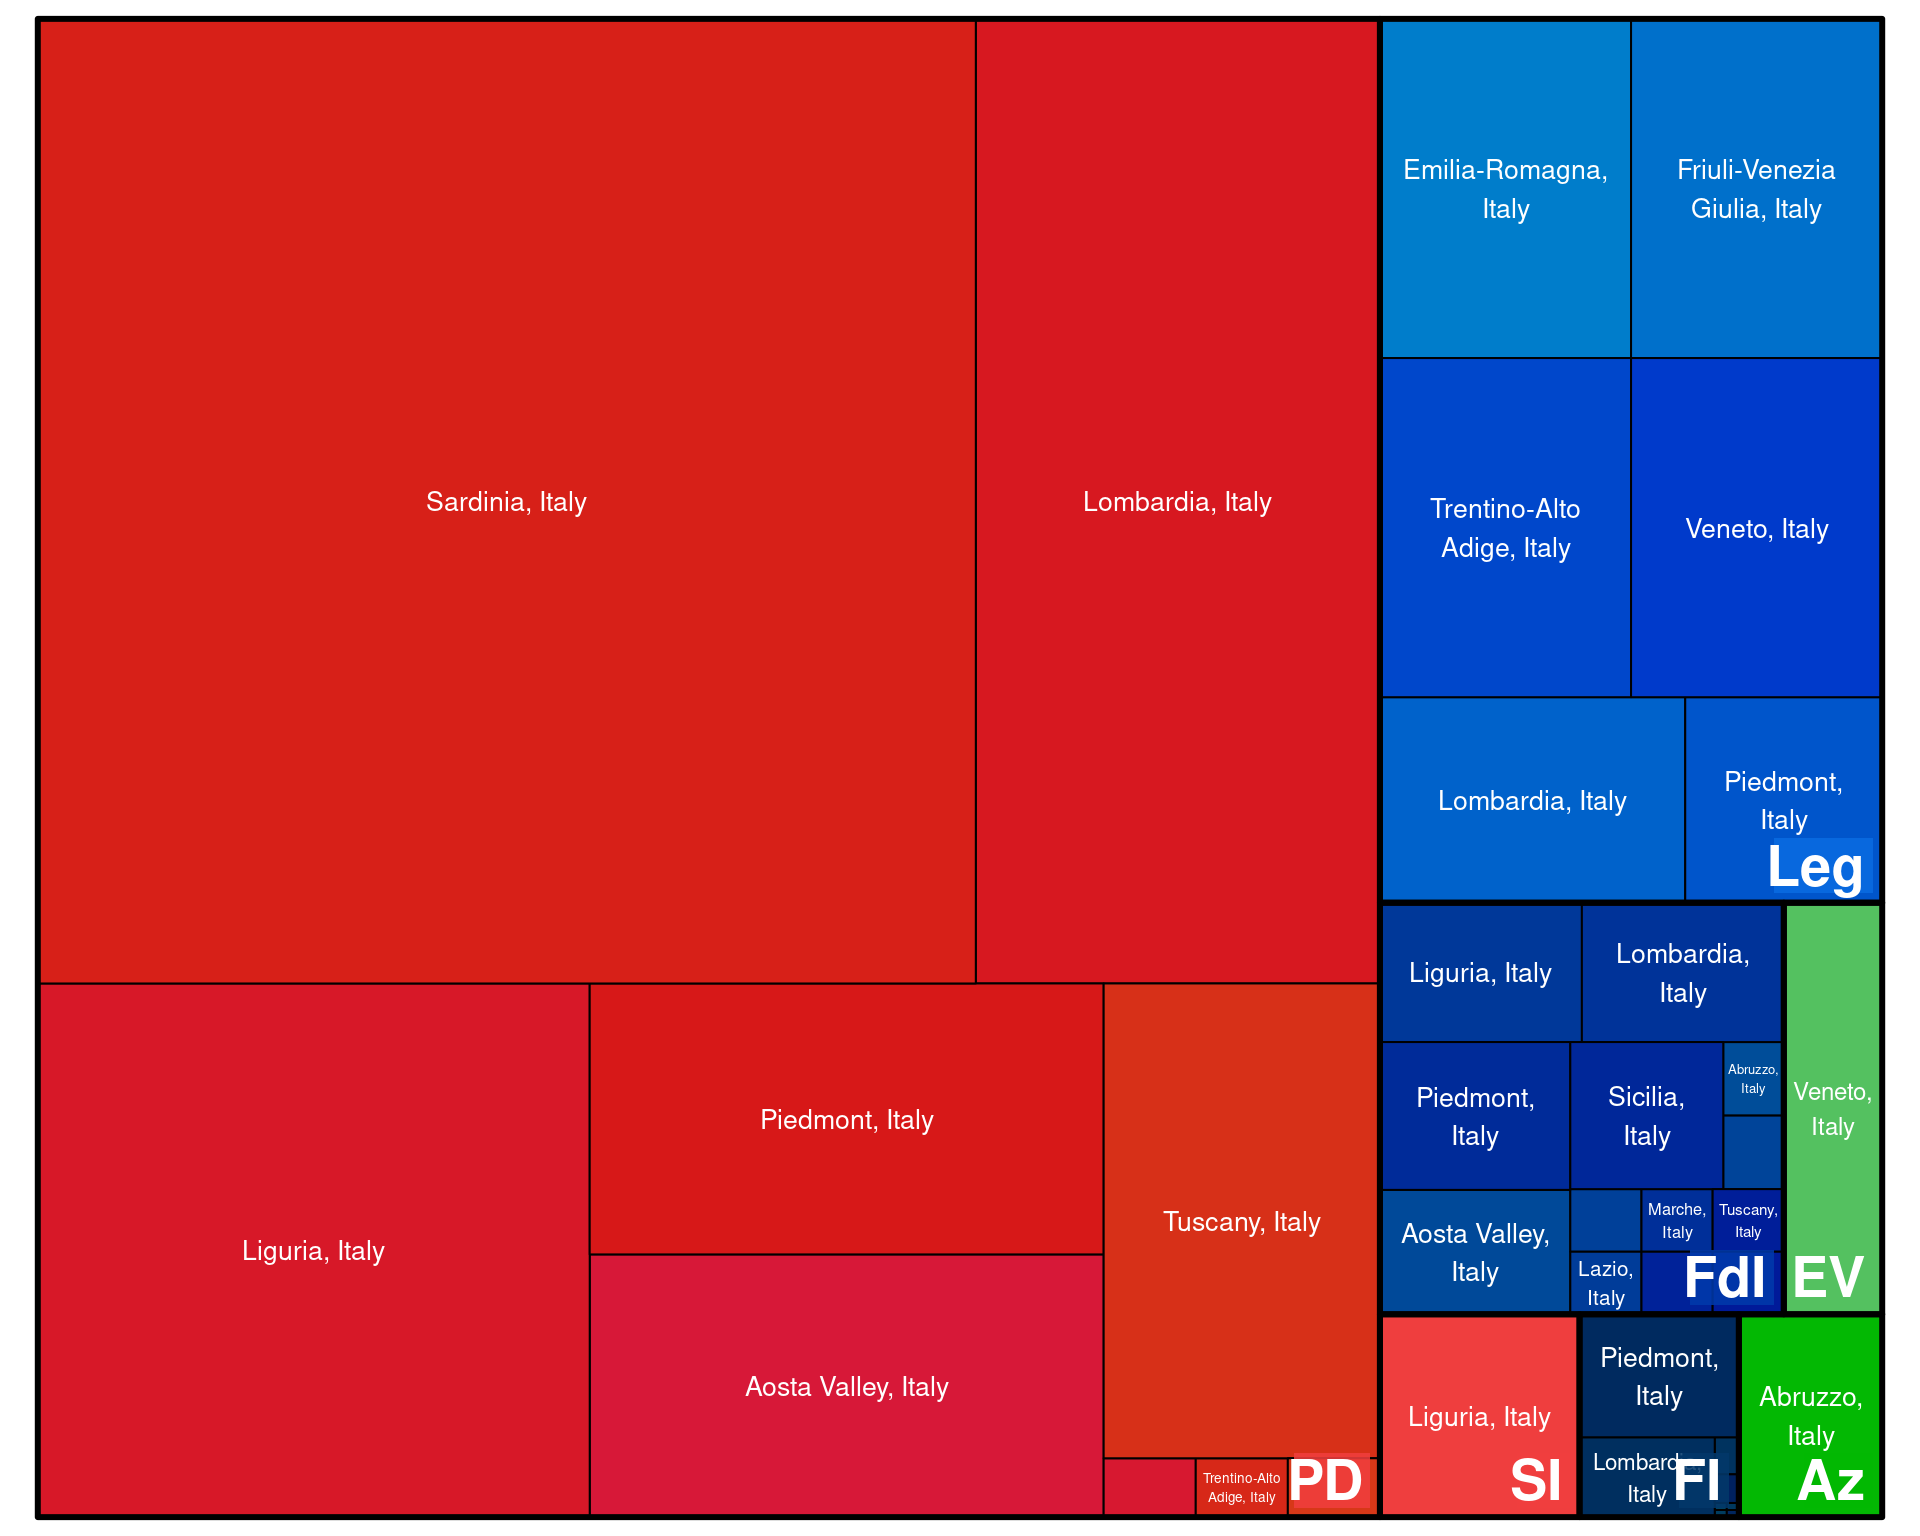 Sardinia, Italy
Lombardia, Italy
Liguria, Italy
Piedmont, Italy
Aosta Valley, Italy
Tuscany, Italy
Trentino-Alto
Adige, Italy
PD
Emilia-Romagna,
Italy
Friuli-Venezia
Giulia, Italy
Trentino-Alto
Adige, Italy
Veneto, Italy
Lombardia, Italy
Piedmont,
Italy
Leg
Liguria, Italy
Lombardia,
Italy
Piedmont,
Italy
Sicilia,
Italy
Abruzzo,
Italy
Aosta Valley,
Italy
Marche,
Italy
Tuscany,
Italy
Lazio,
Italy
FdI
Veneto,
Italy
EV
Liguria, Italy
SI
Piedmont,
Italy
Lombardia,
Italy
FI
Abruzzo,
Italy
Az